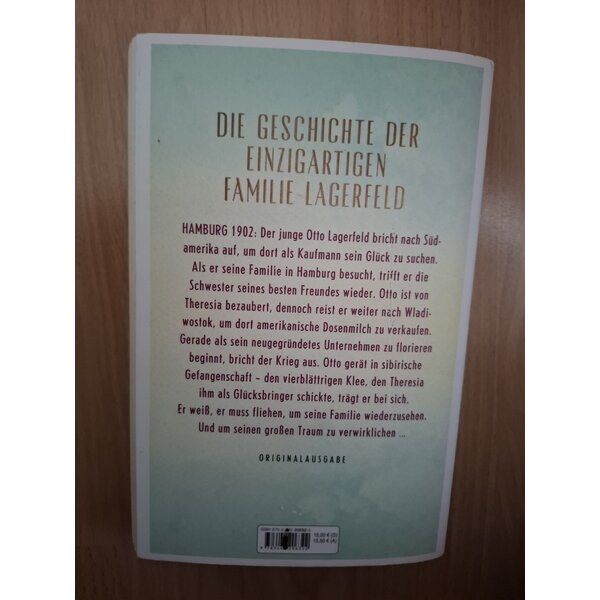 DIE GESCHICHTE DER
EINZIGARTIGEN
FAMILIE LAGERFELD
HAMBURG 1902: Der junge Otto Lagerfeld bricht nach Süd-
amerika auf, um dort als Kaufmann sein Glück zu suchen.
Als er seine Familie in Hamburg besucht, trifft er die
Schwester seines besten Freundes wieder. Otto ist von
Theresia bezaubert, dennoch reist er weiter nach Wladi-
wostok, um dort amerikanische Dosenmilch zu verkaufen.
Gerade als sein neugegründetes Unternehmen zu florieren
beginnt, bricht der Krieg aus. Otto gerät in sibirische
Gefangenschaft – den vierblättrigen Klee, den Theresia
ihm als Glücksbringer schickte, trägt er bei sich.
Er weiß, er muss fliehen, um seine Familie wiederzusehen.
Und um seinen großen Traum zu verwirklichen ...
ORIGINALAUSGABE